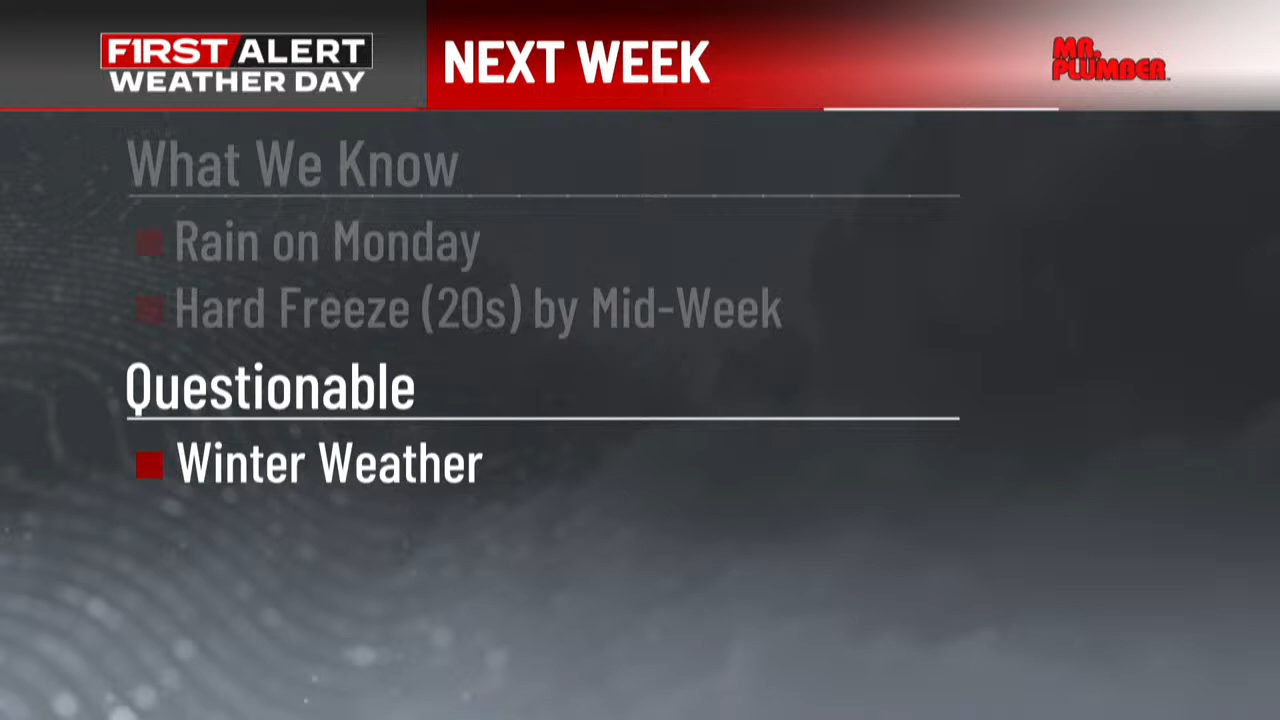 FIRST ALERT
WEATHER DAY
NEXT WEEK
MR.
PLUMBER
What We Know
Rain on Monday
Hard Freeze (20s) by Mid-Week
Questionable
Winter Weather